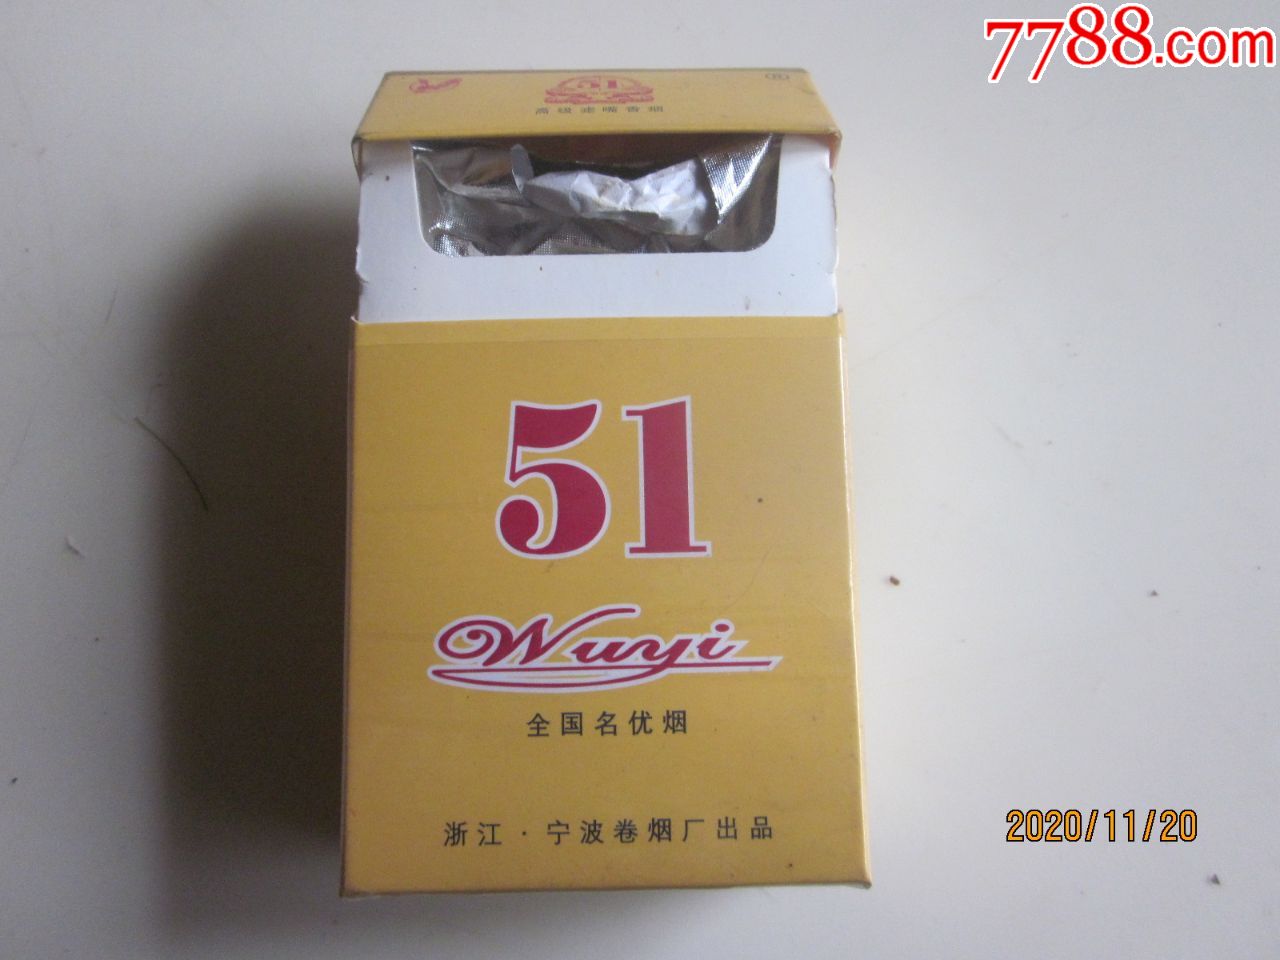 7788.com
51
高级滤嘴香烟
51
Wuyi
全国名优烟
浙江·宁波卷烟厂出品
2020/11/20